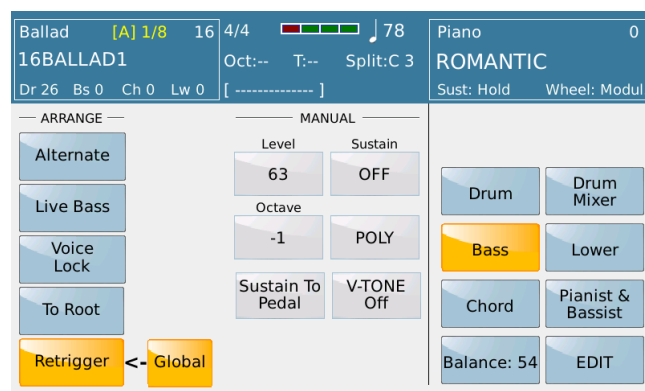 Ballad [A] 1/8 16
16BALLAD1
Dr 26 Bs 0 Ch 0 Lw 0
4/4 78
Oct:-- T:-- Split:C 3
[ -------------- ]
Piano 0
ROMANTIC
Sust: Hold Wheel: Modul
ARRANGE
Alternate
Live Bass
Voice
Lock
To Root
Retrigger <- Global
MANUAL
Level Sustain
63 OFF
Octave
-1 POLY
Sustain To
Pedal
V-TONE
Off
Drum
Drum
Mixer
Bass
Lower
Chord
Pianist &
Bassist
Balance: 54
EDIT